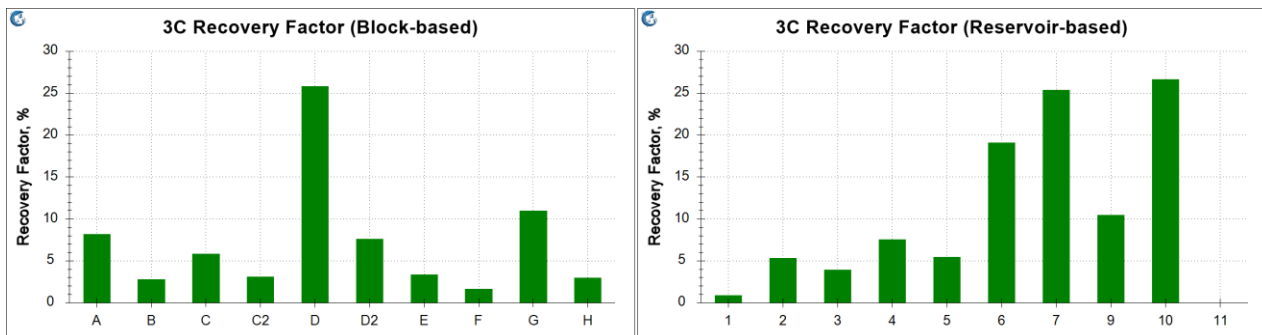 3C Recovery Factor (Block-based)
Recovery Factor, %
30
25
20
15
10
5
0
A B C C2 D D2 E F G H
3C Recovery Factor (Reservoir-based)
Recovery Factor, %
30
25
20
15
10
5
0
1 2 3 4 5 6 7 9 10 11